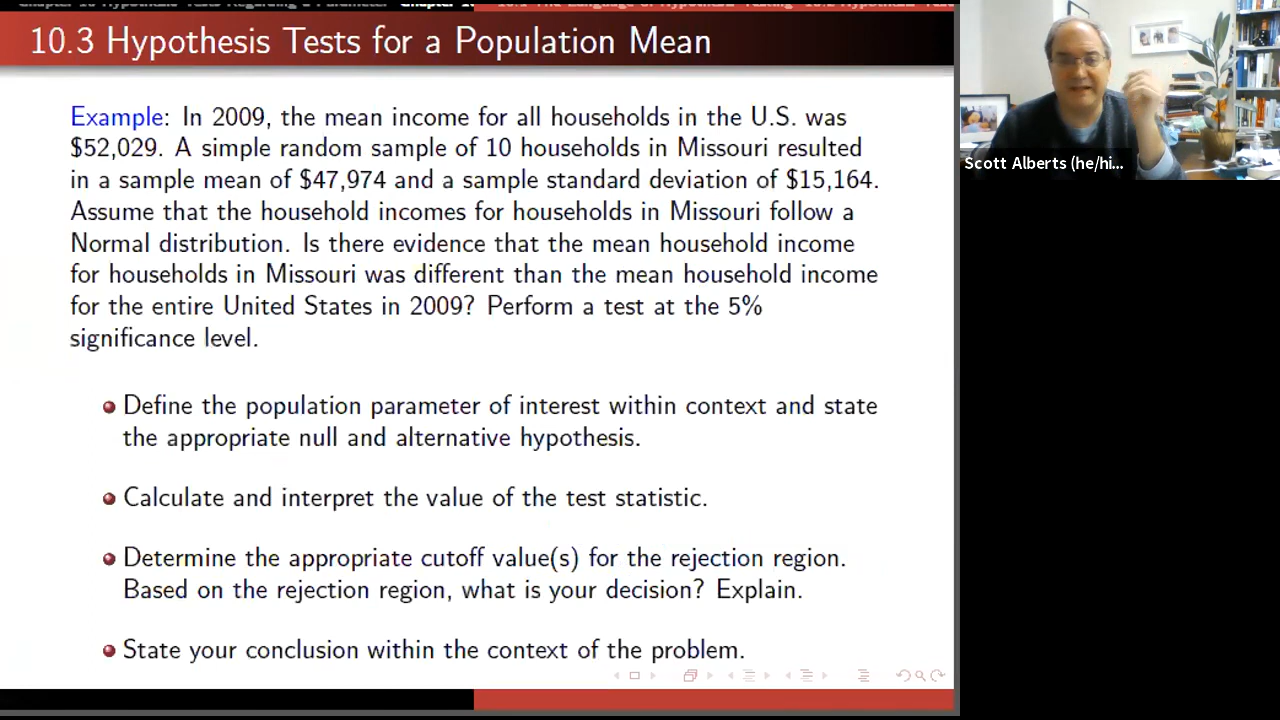 10.3 Hypothesis Tests for a Population Mean
Example: In 2009, the mean income for all households in the U.S. was
$52,029. A simple random sample of 10 households in Missouri resulted
in a sample mean of $47,974 and a sample standard deviation of $15,164.
Assume that the household incomes for households in Missouri follow a
Normal distribution. Is there evidence that the mean household income
for households in Missouri was different than the mean household income
for the entire United States in 2009? Perform a test at the 5%
significance level.
Define the population parameter of interest within context and state
the appropriate null and alternative hypothesis.
Calculate and interpret the value of the test statistic.
Determine the appropriate cutoff value(s) for the rejection region.
Based on the rejection region, what is your decision? Explain.
State your conclusion within the context of the problem.
Scott Alberts (he/hi...